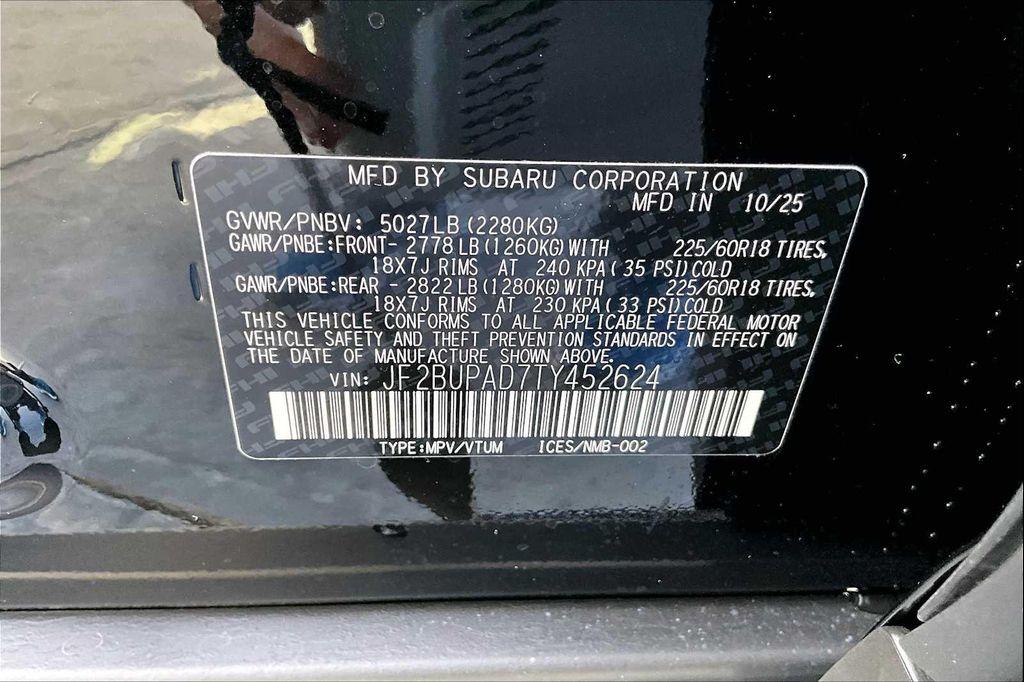 MFD BY SUBARU CORPORATION
MFD IN 10/25
GVWR/PNBV: 5027LB (2280KG)
GAWR/PNBE:FRONT- 2778 LB (1260KG) WITH 225/60R18 TIRES,
18X7J RIMS AT 240 KPA ( 35 PSI) COLD
GAWR/PNBE:REAR - 2822 LB (1280KG) WITH 225/60R18 TIRES,
18X7J RIMS AT 230 KPA ( 33 PSI) COLD
THIS VEHICLE CONFORMS TO ALL APPLICABLE FEDERAL MOTOR
VEHICLE SAFETY AND THEFT PREVENTION STANDARDS IN EFFECT ON
THE DATE OF MANUFACTURE SHOWN ABOVE.
VIN: JF2BUPAD7TY452624
TYPE:MPV/VTUM ICES/NMB-002